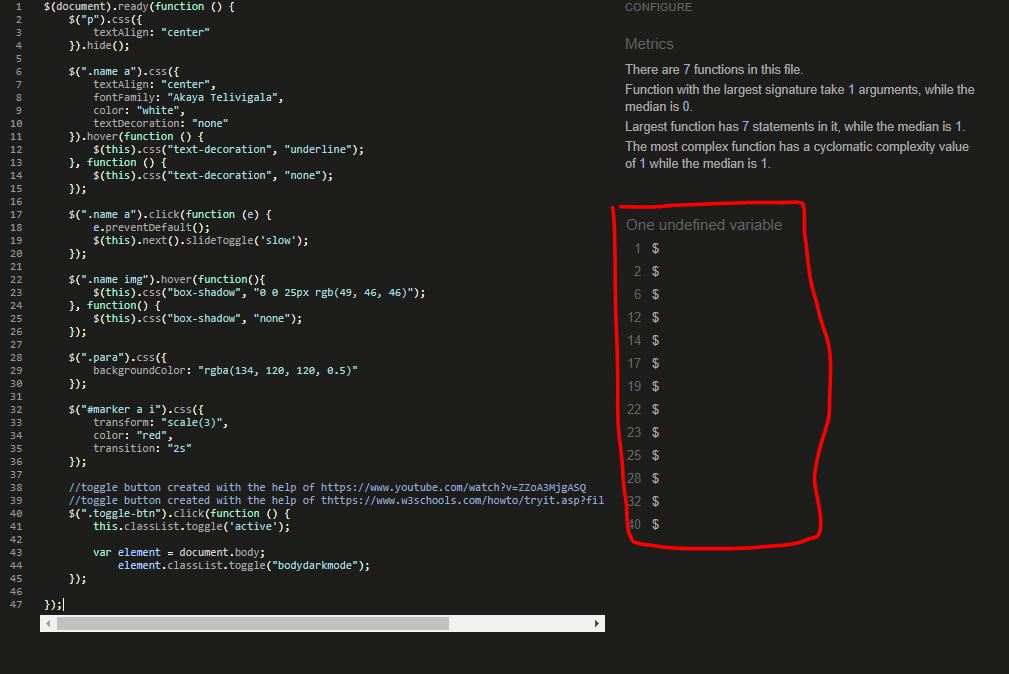 1 $(document).ready(function () {
2 $("p").css({
3 textAlign: "center"
4 }).hide();
5
6 $(".name a").css({
7 textAlign: "center",
8 fontFamily: "Akaya Telivigala",
9 color: "white",
10 textDecoration: "none"
11 }).hover(function () {
12 $(this).css("text-decoration", "underline");
13 }, function () {
14 $(this).css("text-decoration", "none");
15 });
16
17 $(".name a").click(function (e) {
18 e.preventDefault();
19 $(this).next().slideToggle('slow');
20 });
21
22 $(".name img").hover(function(){
23 $(this).css("box-shadow", "0 0 25px rgb(49, 46, 46)");
24 }, function() {
25 $(this).css("box-shadow", "none");
26 });
27
28 $(".para").css({
29 backgroundColor: "rgba(134, 120, 120, 0.5)"
30 });
31
32 $("#marker a i").css({
33 transform: "scale(3)",
34 color: "red",
35 transition: "2s"
36 });
37
38 //toggle button created with the help of https://www.youtube.com/watch?v=ZZoA3MjgASQ
39 //toggle button created with the help of thttps://www.w3schools.com/howto/tryit.asp?fil
40 $(".toggle-btn").click(function () {
41 this.classList.toggle('active');
42
43 var element = document.body;
44 element.classList.toggle("bodydarkmode");
45 });
46
47 });
CONFIGURE
Metrics
There are 7 functions in this file.
Function with the largest signature take 1 arguments, while the
median is 0.
Largest function has 7 statements in it, while the median is 1.
The most complex function has a cyclomatic complexity value
of 1 while the median is 1.
One undefined variable
1 $
2 $
6 $
12 $
14 $
17 $
19 $
22 $
23 $
25 $
28 $
32 $
40 $